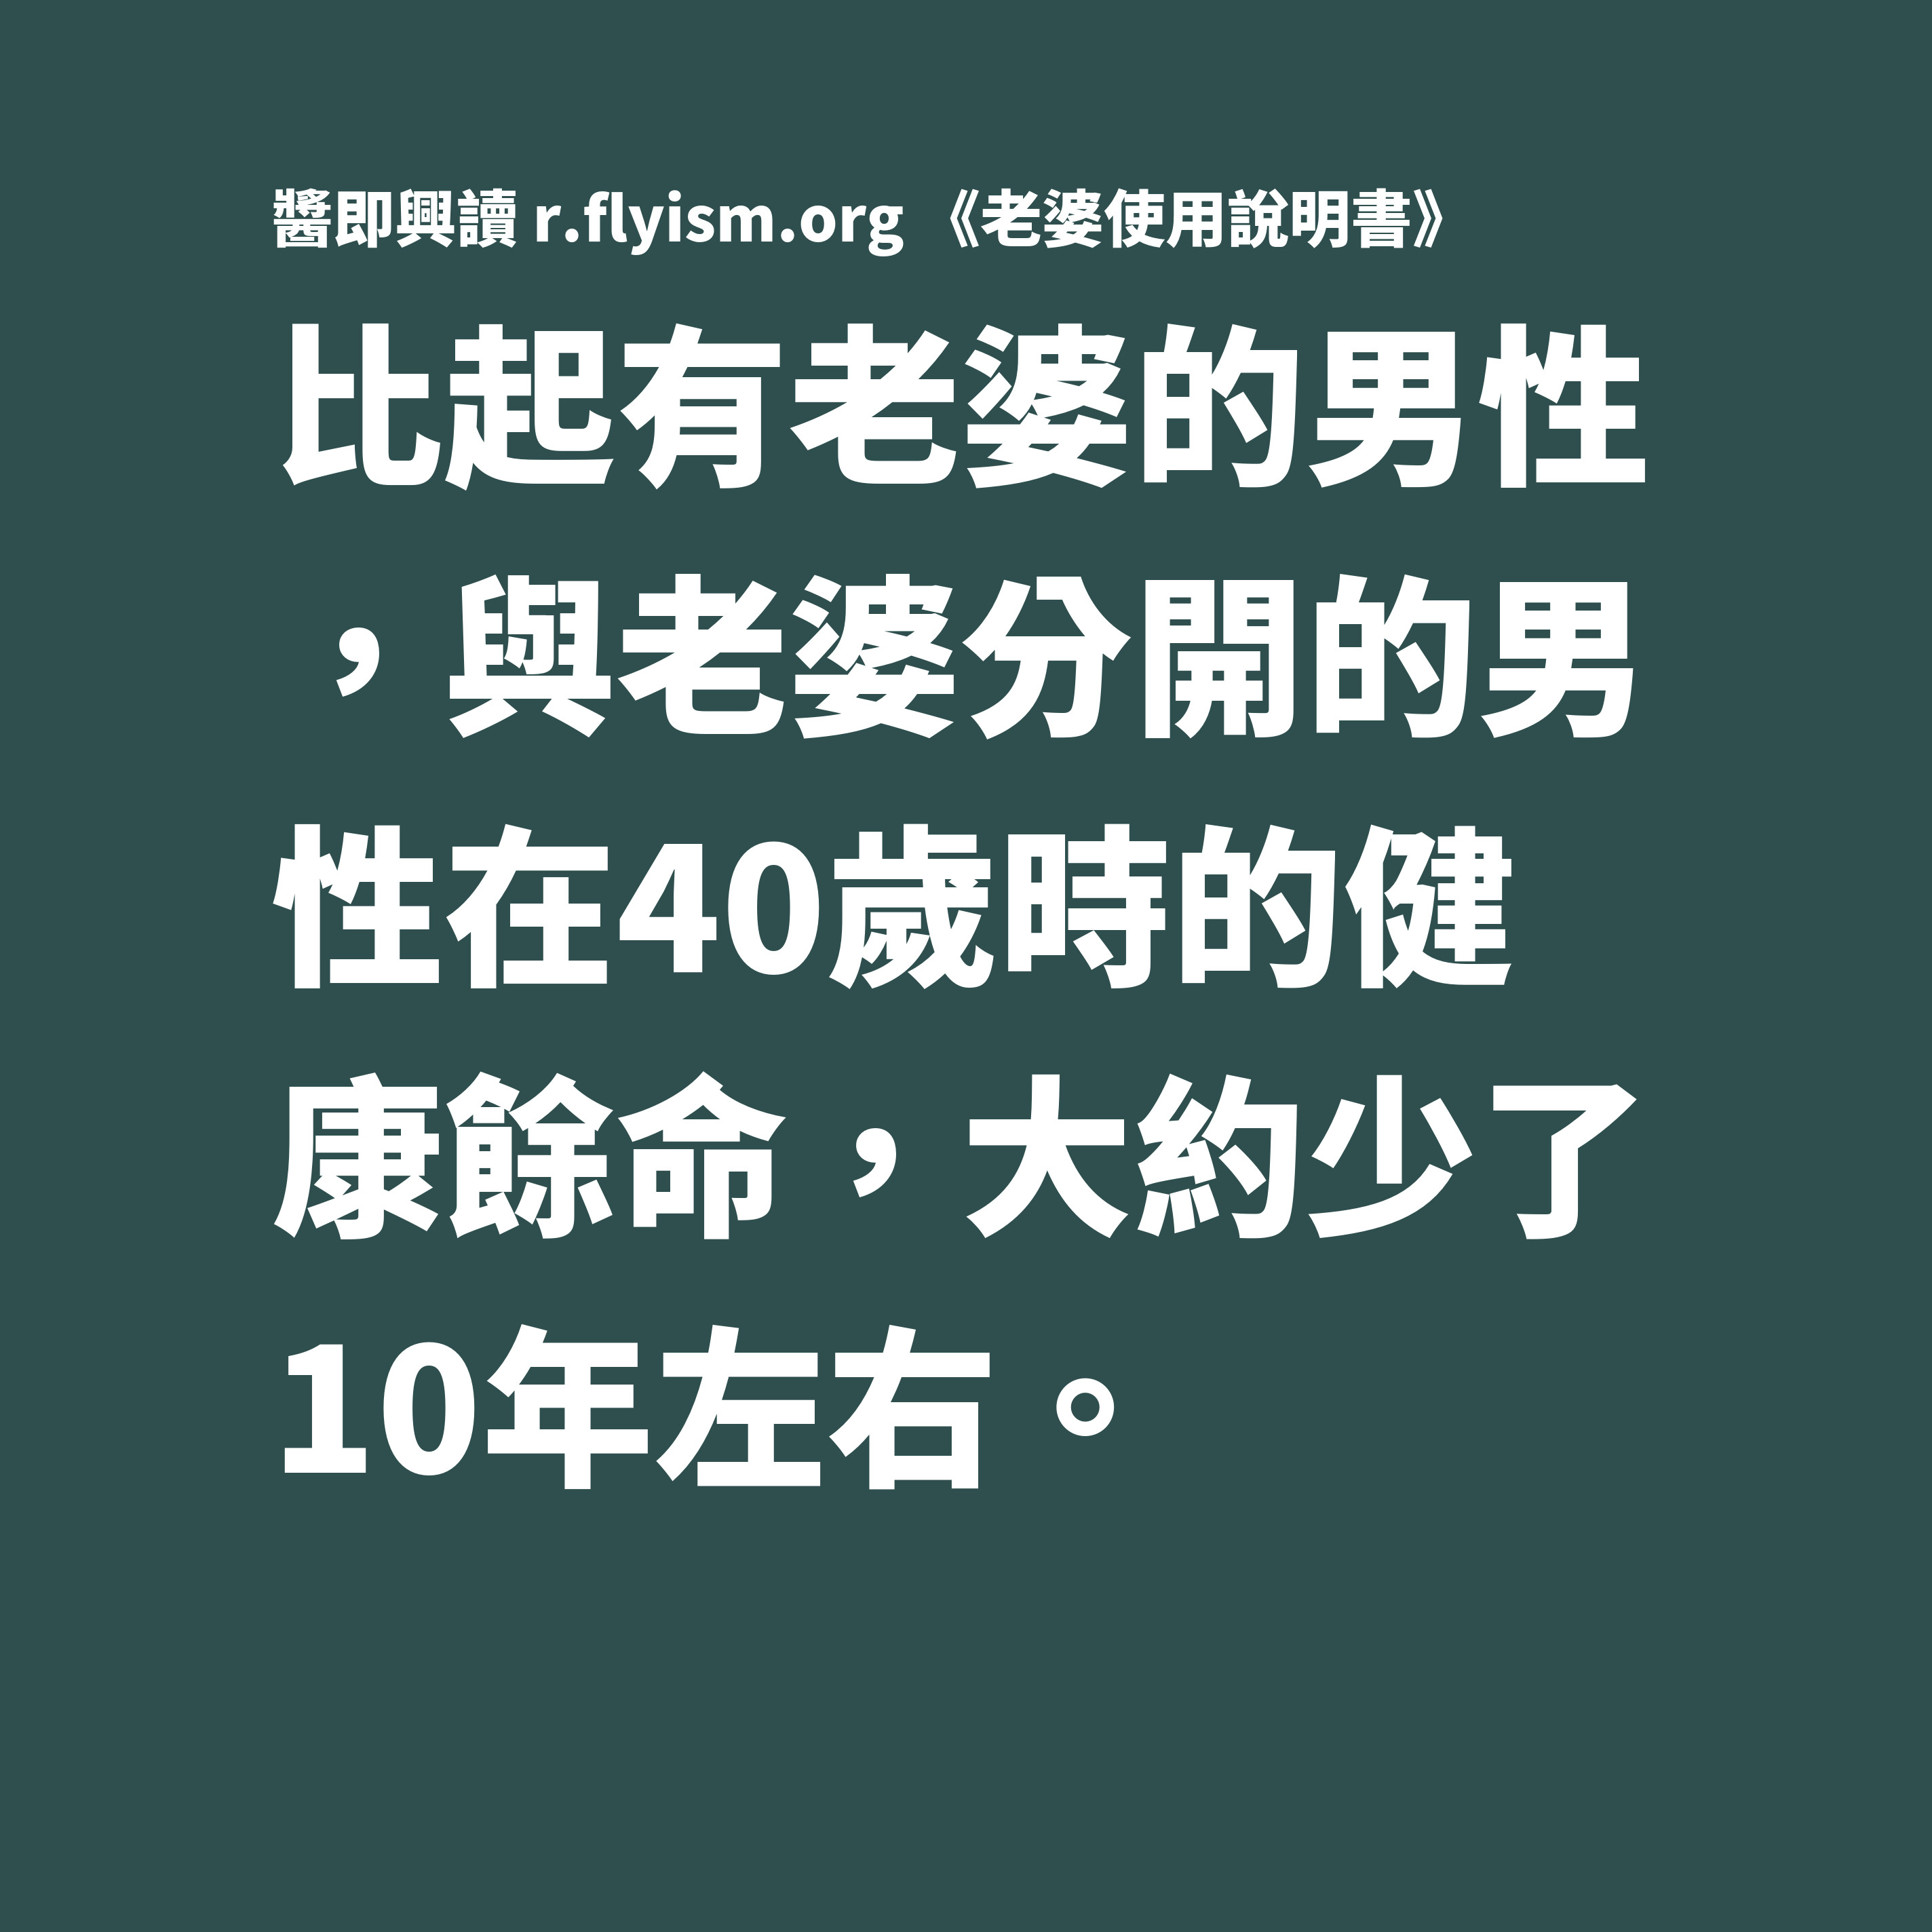 翻即與讀 r.flyism.org 《老婆使用說明書》
比起有老婆的男性
，與老婆分開的男
性在40歲時的健
康餘命，大約少了
10年左右。